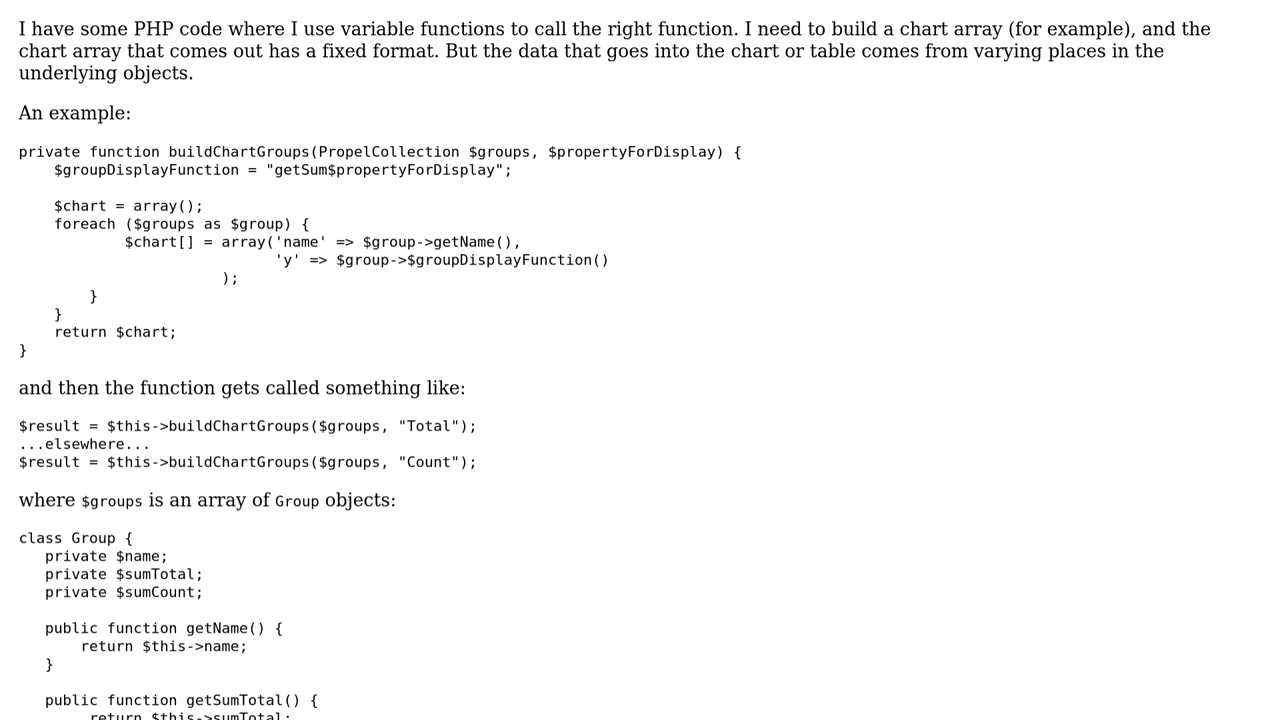 I have some PHP code where I use variable functions to call the right function. I need to build a chart array (for example), and the
chart array that comes out has a fixed format. But the data that goes into the chart or table comes from varying places in the
underlying objects.
An example:
private function buildChartGroups(PropelCollection $groups, $propertyForDisplay) {
    $groupDisplayFunction = "getSum$propertyForDisplay";
    $chart = array();
    foreach ($groups as $group) {
            $chart[] = array('name' => $group->getName(),
                             'y' => $group->$groupDisplayFunction()
                       );
        }
    }
    return $chart;
}
and then the function gets called something like:
$result = $this->buildChartGroups($groups, "Total");
...elsewhere...
$result = $this->buildChartGroups($groups, "Count");
where $groups is an array of Group objects:
class Group {
   private $name;
   private $sumTotal;
   private $sumCount;
   public function getName() {
       return $this->name;
   }
   public function getSumTotal() {
        return $this->sumTotal;